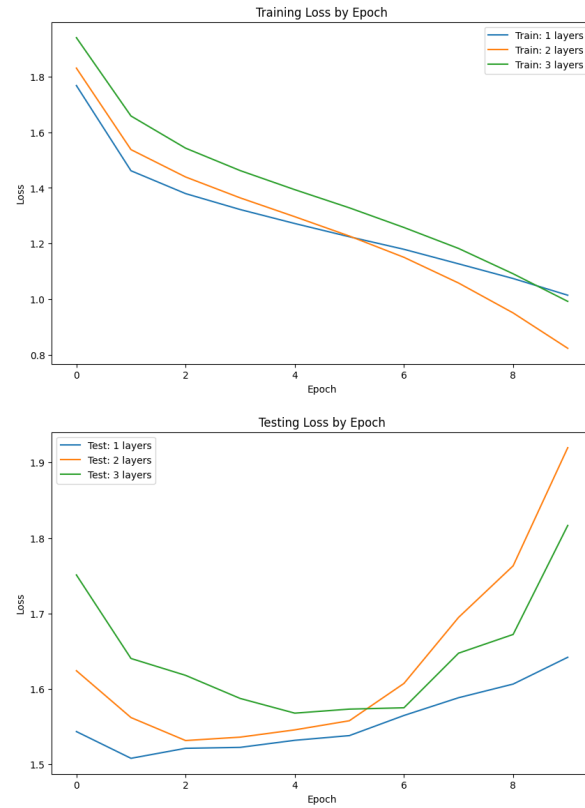 Training Loss by Epoch
Train: 1 layers
Train: 2 layers
Train: 3 layers
1.8
1.6
1.4
1.2
1.0
0.8
Loss
0 2 4 6 8
Epoch
Testing Loss by Epoch
Test: 1 layers
Test: 2 layers
Test: 3 layers
1.9
1.8
1.7
1.6
1.5
Loss
0 2 4 6 8
Epoch